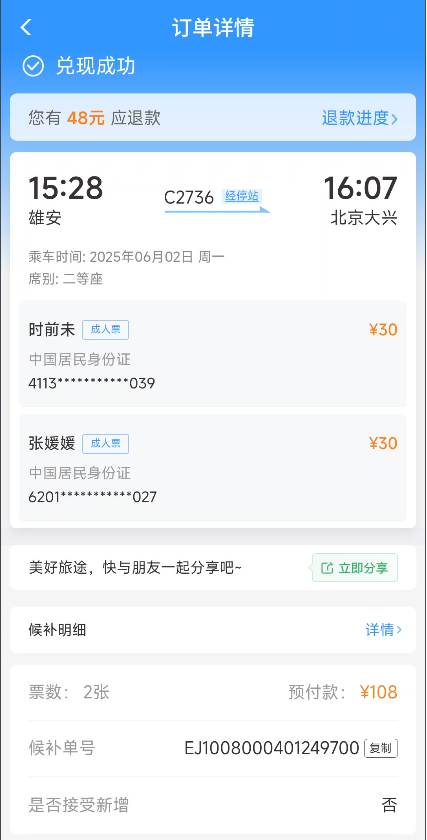 订单详情
兑现成功
您有 48元 应退款 退款进度
15:28 C2736 经停站 16:07
雄安 北京大兴
乘车时间: 2025年06月02日 周一
席别: 二等座
时前未 成人票 ¥30
中国居民身份证
4113***********039
张媛媛 成人票 ¥30
中国居民身份证
6201***********027
美好旅途，快与朋友一起分享吧~ 立即分享
候补明细 详情
票数： 2张 预付款： ¥108
候补单号 EJ1008000401249700 复制
是否接受新增 否